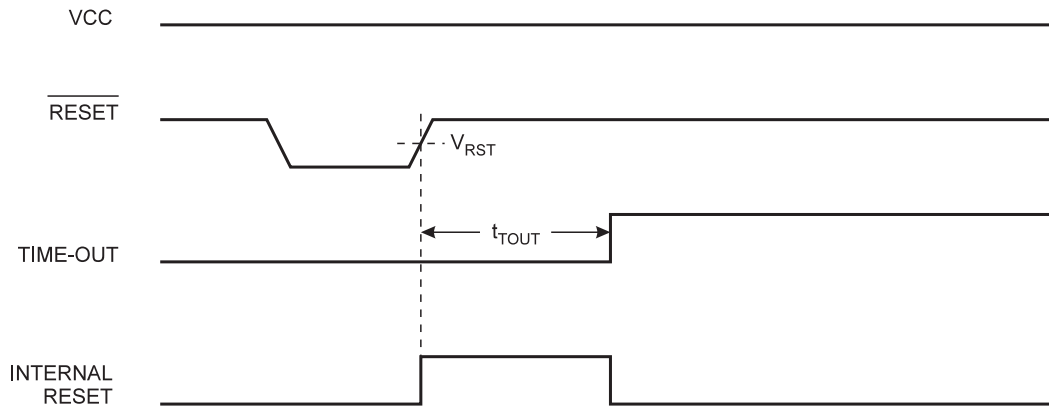 VCC
RESET
V_RST
t_TOUT
TIME-OUT
INTERNAL
RESET